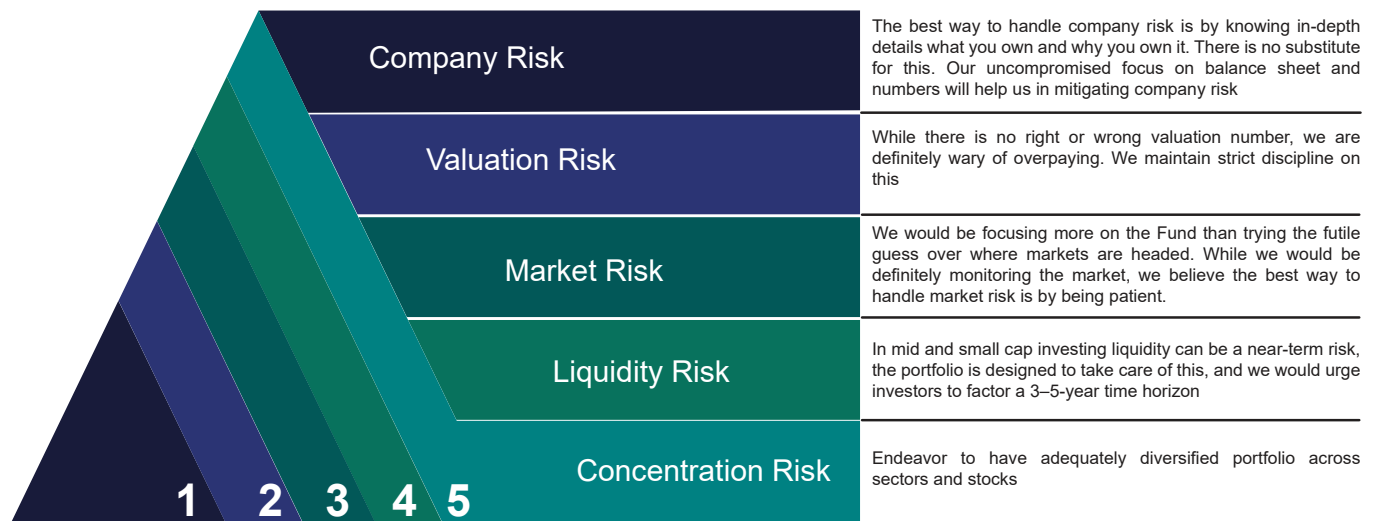 Company Risk
The best way to handle company risk is by knowing in-depth
details what you own and why you own it. There is no substitute
for this. Our uncompromised focus on balance sheet and
numbers will help us in mitigating company risk
Valuation Risk
While there is no right or wrong valuation number, we are
definitely wary of overpaying. We maintain strict discipline on
this
Market Risk
We would be focusing more on the Fund than trying the futile
guess over where markets are headed. While we would be
definitely monitoring the market, we believe the best way to
handle market risk is by being patient.
Liquidity Risk
In mid and small cap investing liquidity can be a near-term risk,
the portfolio is designed to take care of this, and we would urge
investors to factor a 3–5-year time horizon
Concentration Risk
Endeavor to have adequately diversified portfolio across
sectors and stocks
1 2 3 4 5